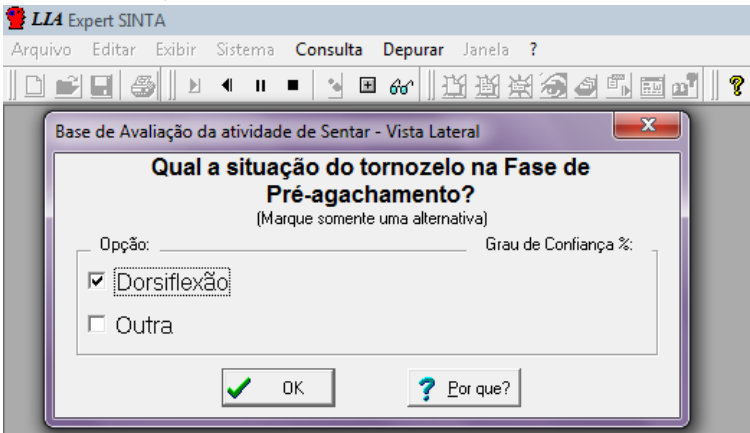 LIA Expert SINTA
Arquivo Editar Exibir Sistema Consulta Depurar Janela ?
Base de Avaliação da atividade de Sentar - Vista Lateral
Qual a situação do tornozelo na Fase de
Pré-agachamento?
(Marque somente uma alternativa)
Opção: Grau de Confiança %:
Dorsiflexão
Outra
OK ? Por que?